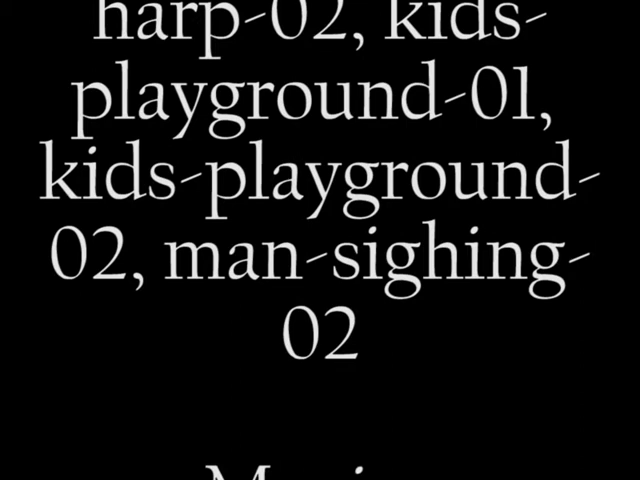 harp-02, kids-
playground-01,
kids-playground-
02, man-sighing-
02